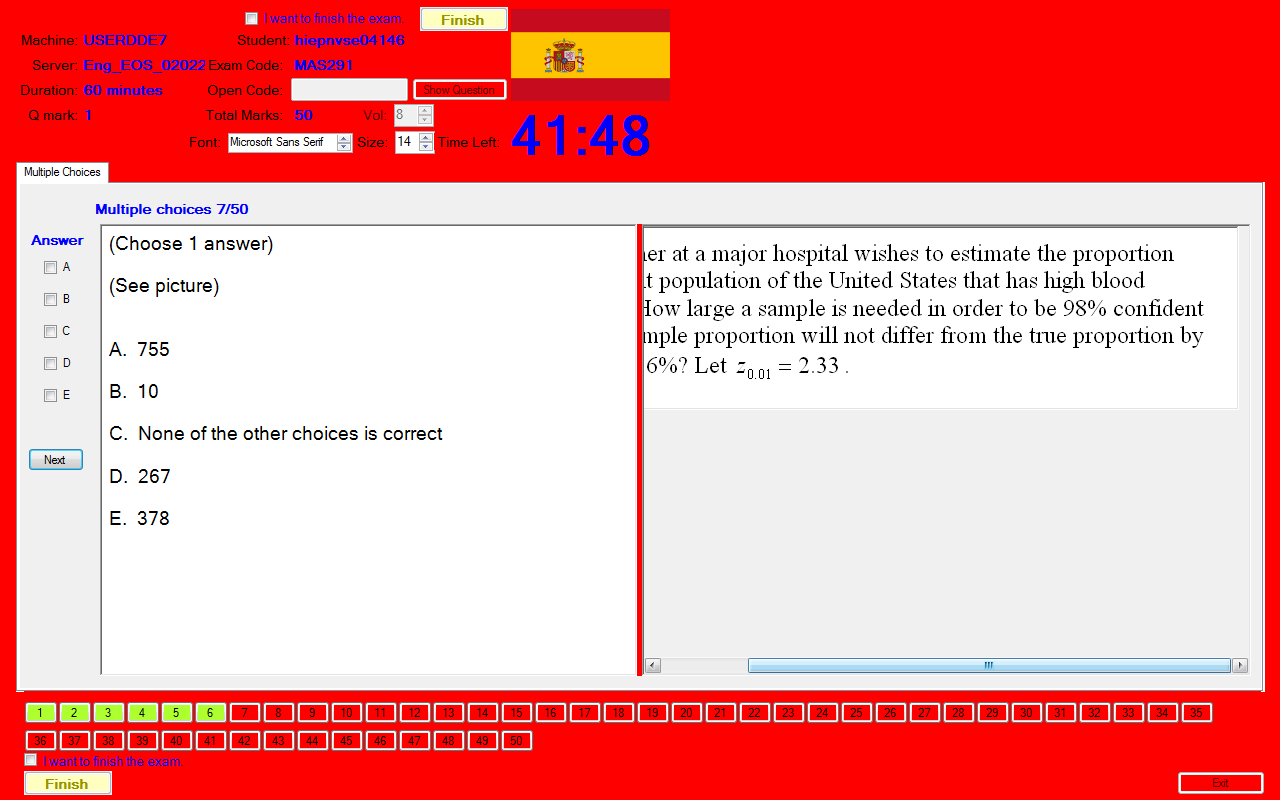 I want to finish the exam.
Finish
Machine: USERDDE7
Student: hiepnvse04146
Server: Eng_EOS_02022
Exam Code: MAS291
Duration: 60 minutes
Open Code:
Show Question
Q mark: 1
Total Marks: 50
Vol: 8
Font: Microsoft Sans Serif
Size: 14
Time Left: 41:48
Multiple Choices
Multiple choices 7/50
Answer
A
B
C
D
E
Next
(Choose 1 answer)
(See picture)
A. 755
B. 10
C. None of the other choices is correct
D. 267
E. 378
er at a major hospital wishes to estimate the proportion
t population of the United States that has high blood
How large a sample is needed in order to be 98% confident
mple proportion will not differ from the true proportion by
6%? Let z0.01 = 2.33 .
1 2 3 4 5 6 7 8 9 10 11 12 13 14 15 16 17 18 19 20 21 22 23 24 25 26 27 28 29 30 31 32 33 34 35
36 37 38 39 40 41 42 43 44 45 46 47 48 49 50
I want to finish the exam.
Finish
Exit